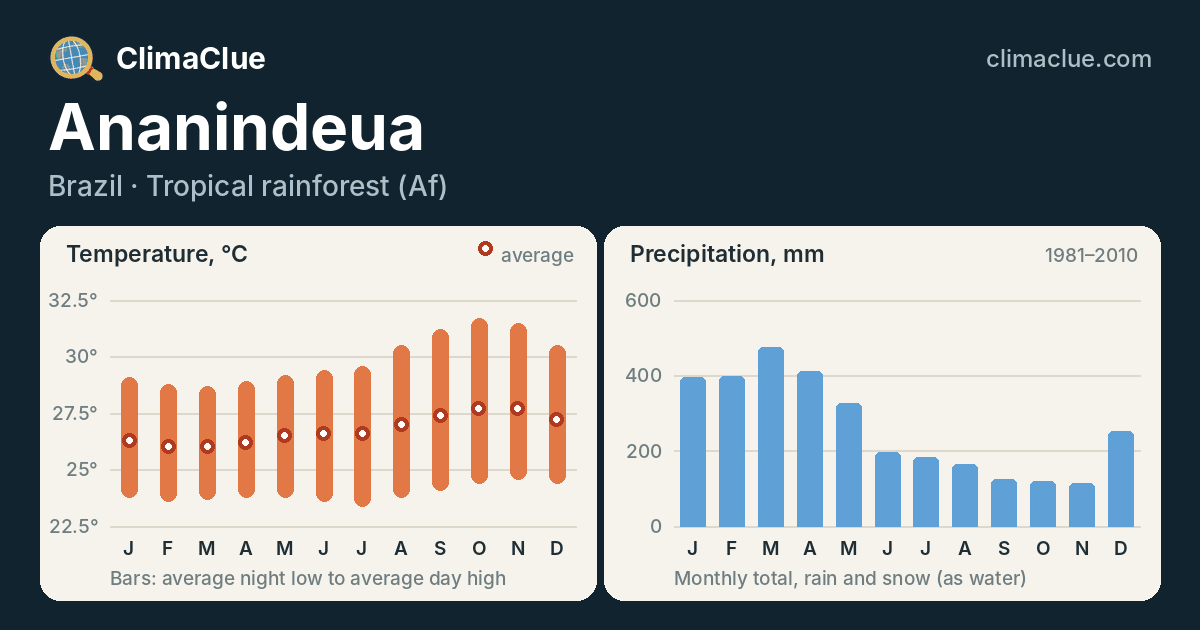 ClimaClue
climaclue.com
Ananindeua
Brazil · Tropical rainforest (Af)
Temperature, °C
average
32.5°
30°
27.5°
25°
22.5°
J F M A M J J A S O N D
Bars: average night low to average day high
Precipitation, mm
1981–2010
600
400
200
0
J F M A M J J A S O N D
Monthly total, rain and snow (as water)